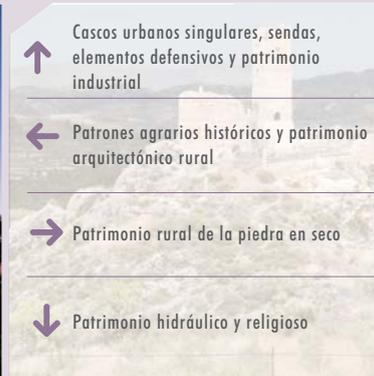 Cascos urbanos singulares, sendas,
elementos defensivos y patrimonio
industrial
Patrones agrarios históricos y patrimonio
arquitectónico rural
Patrimonio rural de la piedra en seco
Patrimonio hidráulico y religioso